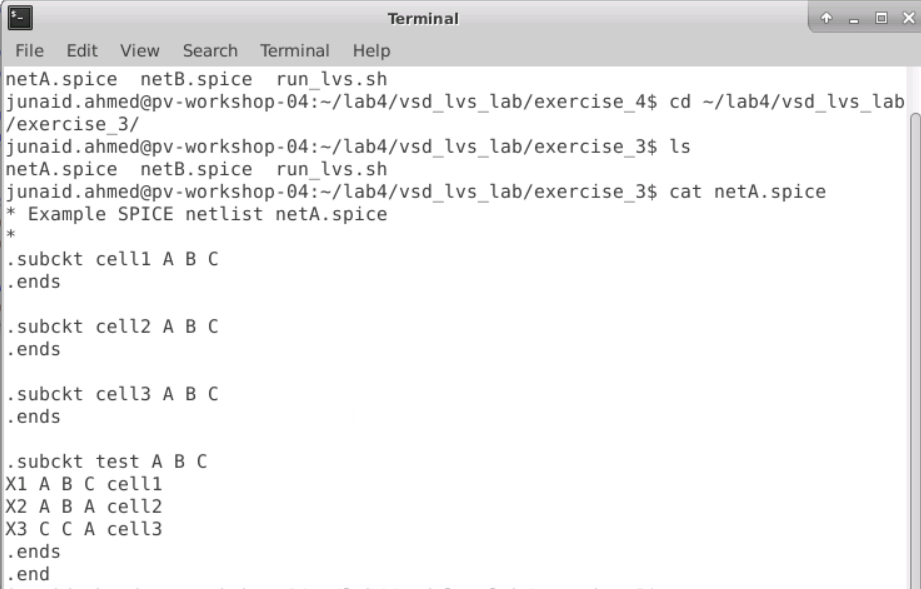 Terminal
File Edit View Search Terminal Help
netA.spice  netB.spice  run_lvs.sh
junaid.ahmed@pv-workshop-04:~/lab4/vsd_lvs_lab/exercise_4$ cd ~/lab4/vsd_lvs_lab
/exercise_3/
junaid.ahmed@pv-workshop-04:~/lab4/vsd_lvs_lab/exercise_3$ ls
netA.spice  netB.spice  run_lvs.sh
junaid.ahmed@pv-workshop-04:~/lab4/vsd_lvs_lab/exercise_3$ cat netA.spice
* Example SPICE netlist netA.spice
*
.subckt cell1 A B C
.ends
.subckt cell2 A B C
.ends
.subckt cell3 A B C
.ends
.subckt test A B C
X1 A B C cell1
X2 A B A cell2
X3 C C A cell3
.ends
.end